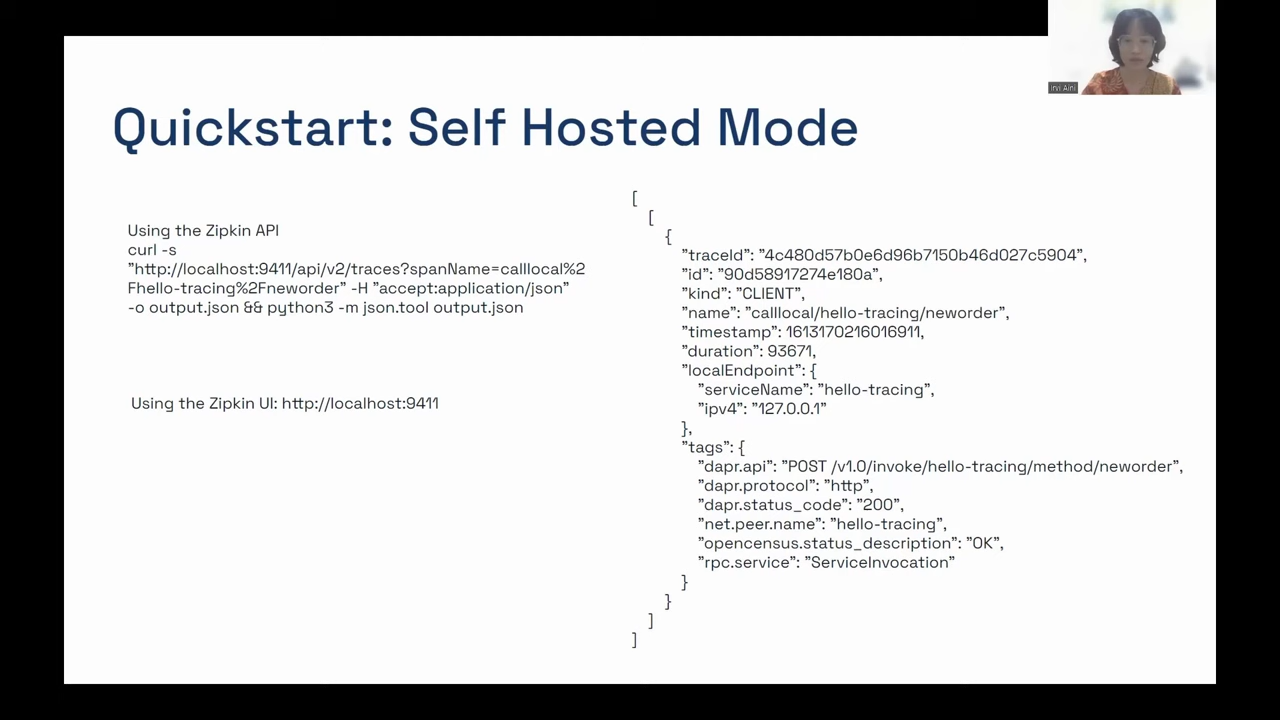 Quickstart: Self Hosted Mode
Using the Zipkin API
curl -s
"http://localhost:9411/api/v2/traces?spanName=calllocal%2
Fhello-tracing%2Fneworder" -H "accept:application/json"
-o output.json && python3 -m json.tool output.json
Using the Zipkin UI: http://localhost:9411
[
[
{
"traceId": "4c480d57b0e6d96b7150b46d027c5904",
"id": "90d58917274e180a",
"kind": "CLIENT",
"name": "calllocal/hello-tracing/neworder",
"timestamp": 1613170216016911,
"duration": 93671,
"localEndpoint": {
"serviceName": "hello-tracing",
"ipv4": "127.0.0.1"
},
"tags": {
"dapr.api": "POST /v1.0/invoke/hello-tracing/method/neworder",
"dapr.protocol": "http",
"dapr.status_code": "200",
"net.peer.name": "hello-tracing",
"opencensus.status_description": "OK",
"rpc.service": "ServiceInvocation"
}
}
]
]
Irvi Aini